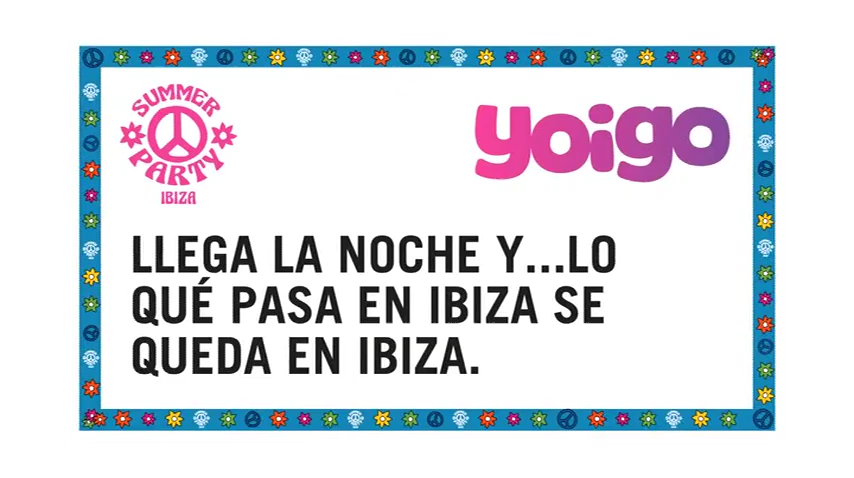 SUMMER
PARTY
IBIZA
yoigo
LLEGA LA NOCHE Y...LO
QUÉ PASA EN IBIZA SE
QUEDA EN IBIZA.